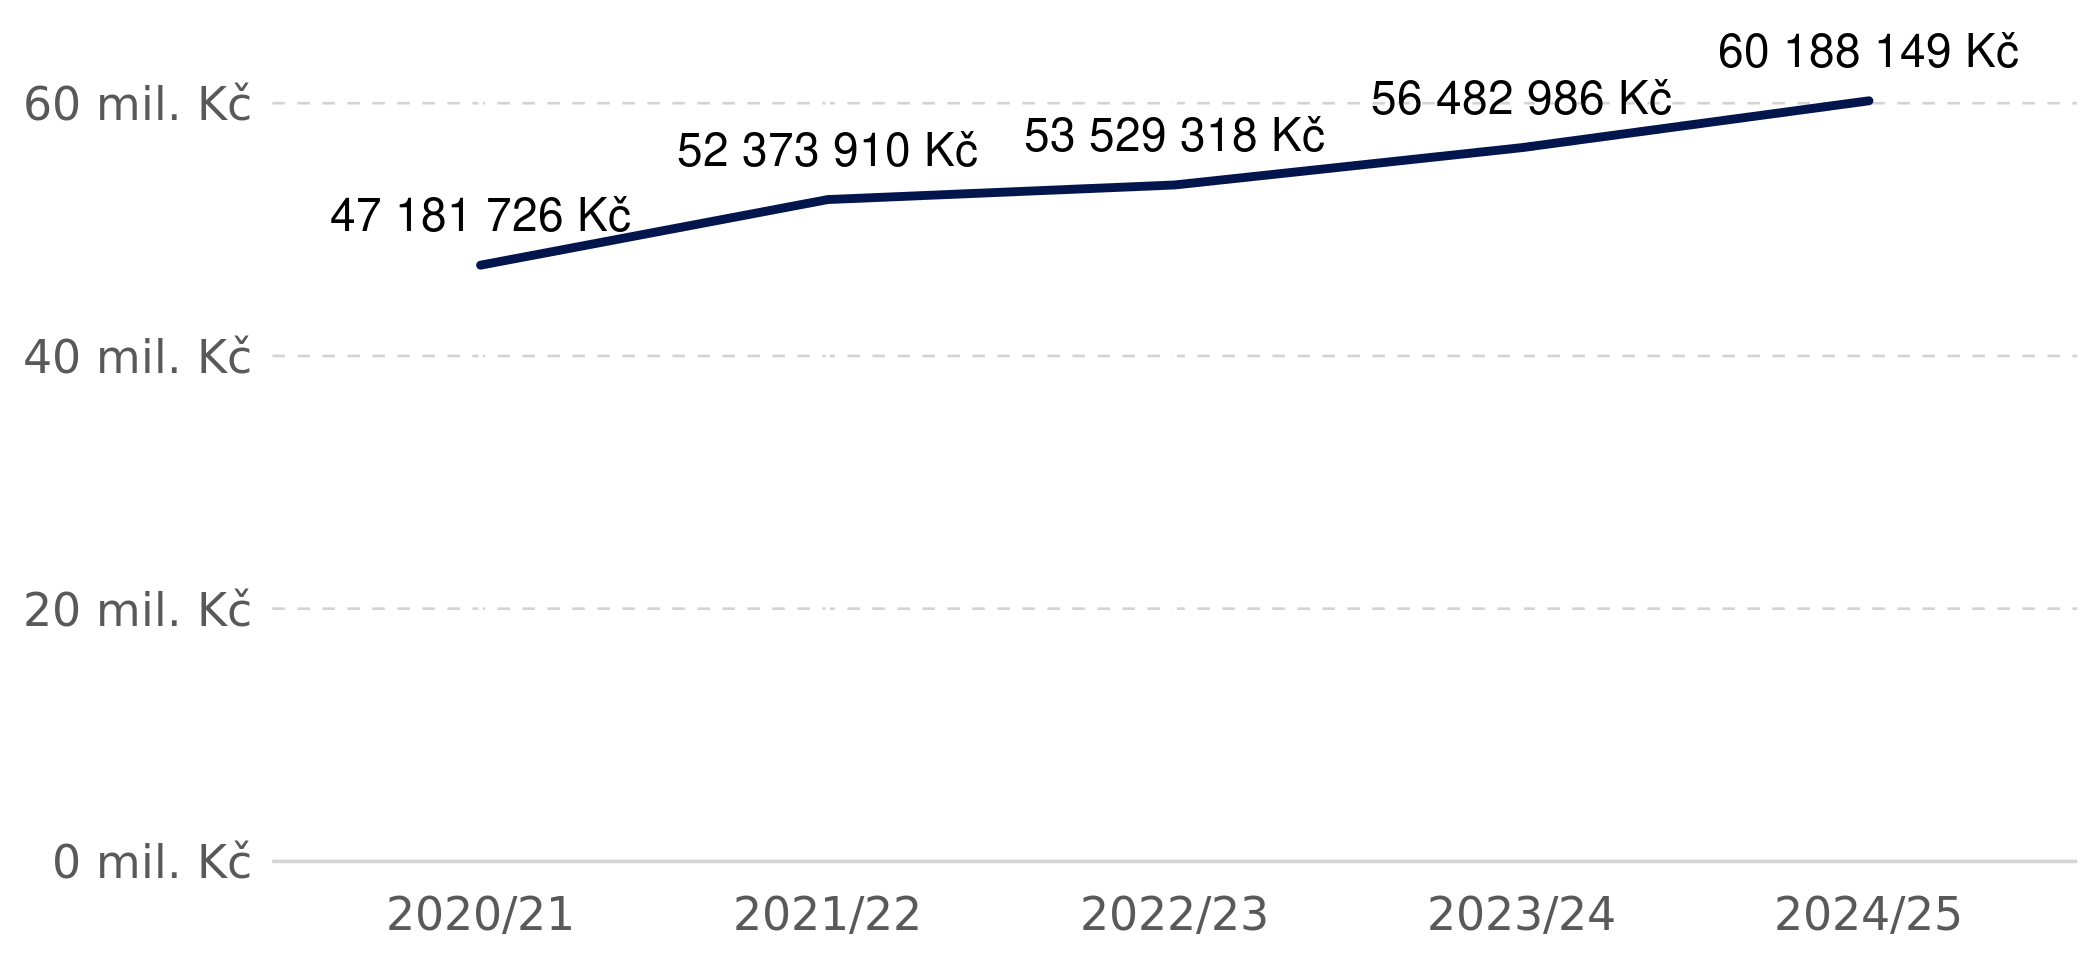 60 188 149 Kč
60 mil. Kč
56 482 986 Kč
53 529 318 Kč
52 373 910 Kč
47 181 726 Kč
40 mil. Kč
20 mil. Kč
0 mil. Kč
2020/21 2021/22 2022/23 2023/24 2024/25